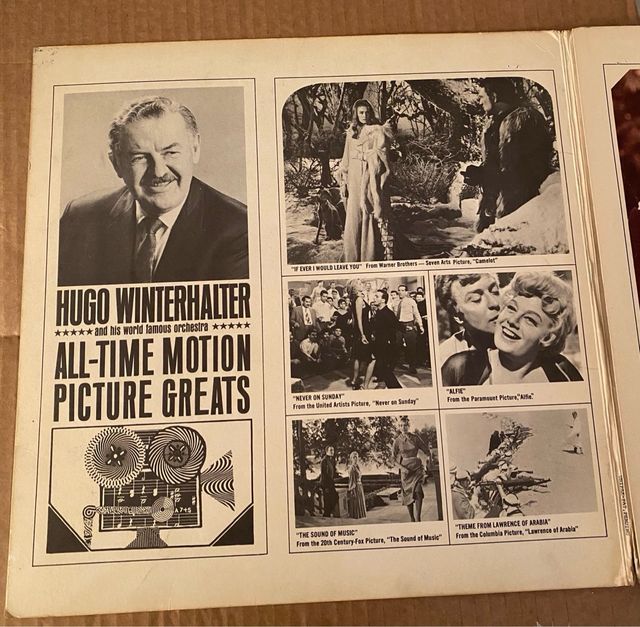 HUGO WINTERHALTER
★★★★★ and his world famous orchestra ★★★★★
ALL-TIME MOTION
PICTURE GREATS
A7+5
"IF EVER I WOULD LEAVE YOU" From Warner Brothers — Seven Arts Picture, "Camelot"
"NEVER ON SUNDAY"
From the United Artists Picture, "Never on Sunday"
"ALFIE"
From the Paramount Picture, "Alfie."
"THE SOUND OF MUSIC"
From the 20th Century-Fox Picture, "The Sound of Music"
"THEME FROM LAWRENCE OF ARABIA"
From the Columbia Picture, "Lawrence of Arabia"